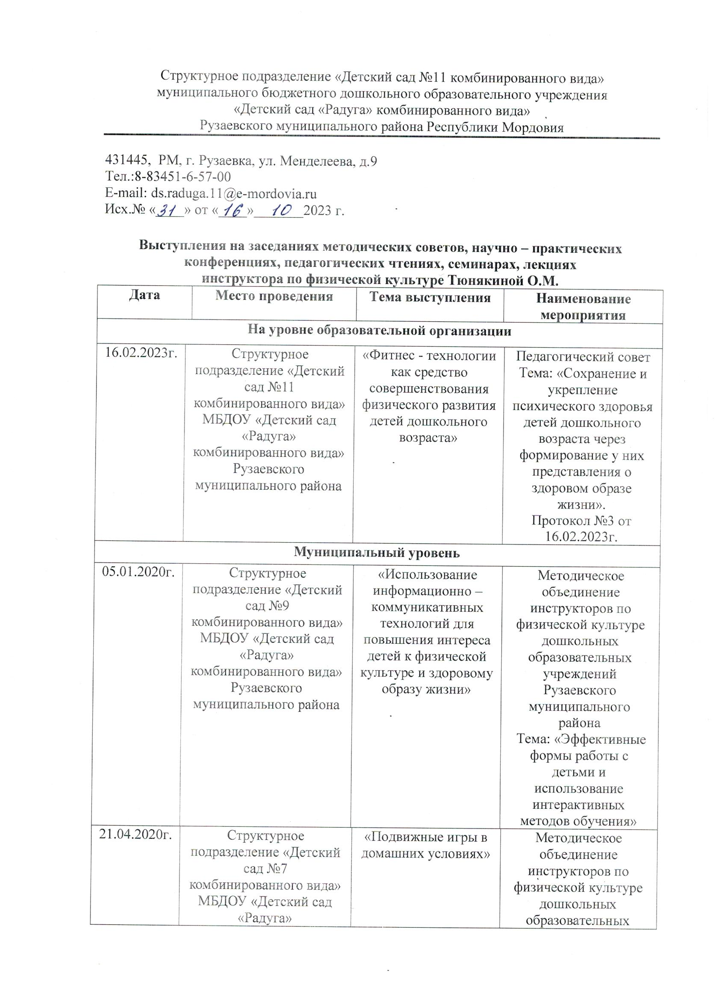 Структурное подразделение «Детский сад №11 комбинированного вида»
муниципального бюджетного дошкольного образовательного учреждения
«Детский сад «Радуга» комбинированного вида»
Рузаевского муниципального района Республики Мордовия
431445, РМ, г. Рузаевка, ул. Менделеева, д.9
Тел.:8-83451-6-57-00
E-mail: ds.raduga.11@e-mordovia.ru
Исх.№ «31» от «16» 10 2023 г.
Выступления на заседаниях методических советов, научно – практических
конференциях, педагогических чтениях, семинарах, лекциях
инструктора по физической культуре Тюнякиной О.М.
Дата
Место проведения
Тема выступления
Наименование
мероприятия
На уровне образовательной организации
16.02.2023г.
Структурное
подразделение «Детский
сад №11
комбинированного вида»
МБДОУ «Детский сад
«Радуга»
комбинированного вида»
Рузаевского
муниципального района
«Фитнес - технологии
как средство
совершенствования
физического развития
детей дошкольного
возраста»
Педагогический совет
Тема: «Сохранение и
укрепление
психического здоровья
детей дошкольного
возраста через
формирование у них
представления о
здоровом образе
жизни».
Протокол №3 от
16.02.2023г.
Муниципальный уровень
05.01.2020г.
Структурное
подразделение «Детский
сад №9
комбинированного вида»
МБДОУ «Детский сад
«Радуга»
комбинированного вида»
Рузаевского
муниципального района
«Использование
информационно –
коммуникативных
технологий для
повышения интереса
детей к физической
культуре и здоровому
образу жизни»
Методическое
объединение
инструкторов по
физической культуре
дошкольных
образовательных
учреждений
Рузаевского
муниципального
района
Тема: «Эффективные
формы работы с
детьми и
использование
интерактивных
методов обучения»
21.04.2020г.
Структурное
подразделение «Детский
сад №7
комбинированного вида»
МБДОУ «Детский сад
«Радуга»
«Подвижные игры в
домашних условиях»
Методическое
объединение
инструкторов по
физической культуре
дошкольных
образовательных